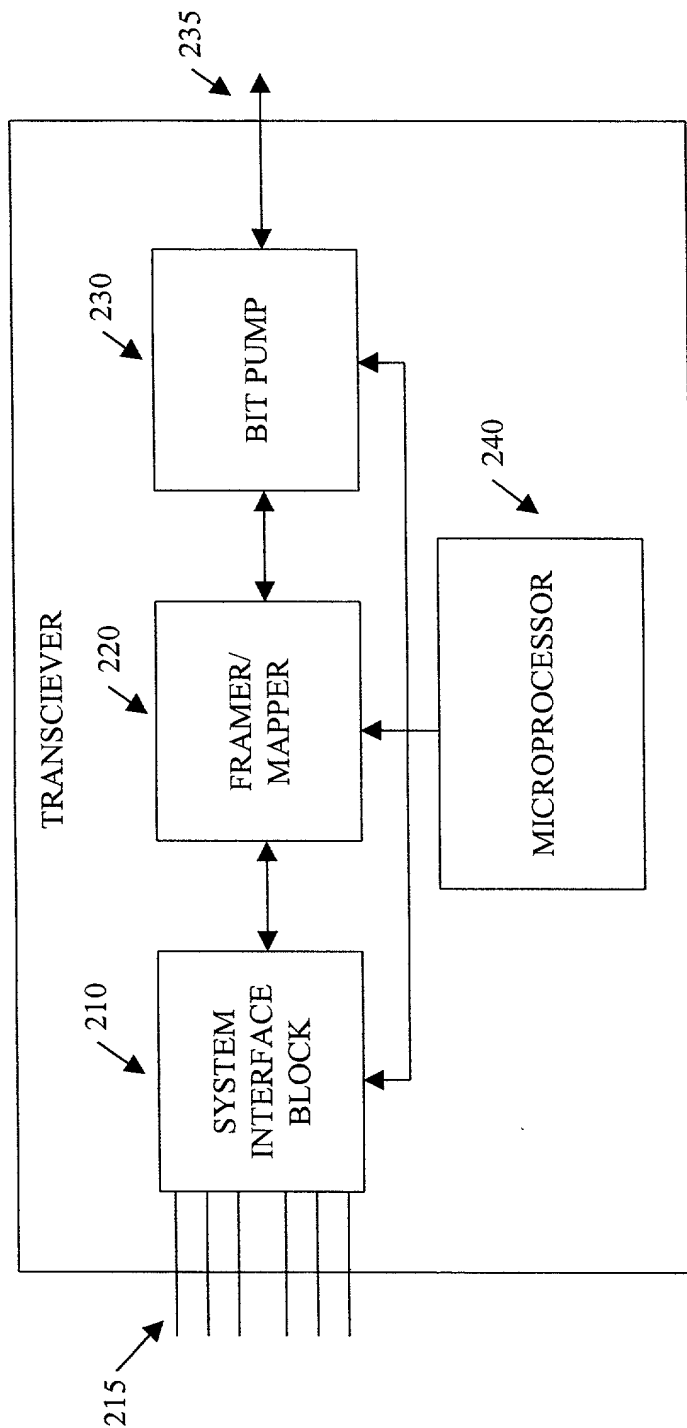 TRANSCIEVER
210
220
230
235
215
SYSTEM
INTERFACE
BLOCK
FRAMER/
MAPPER
BIT PUMP
240
MICROPROCESSOR